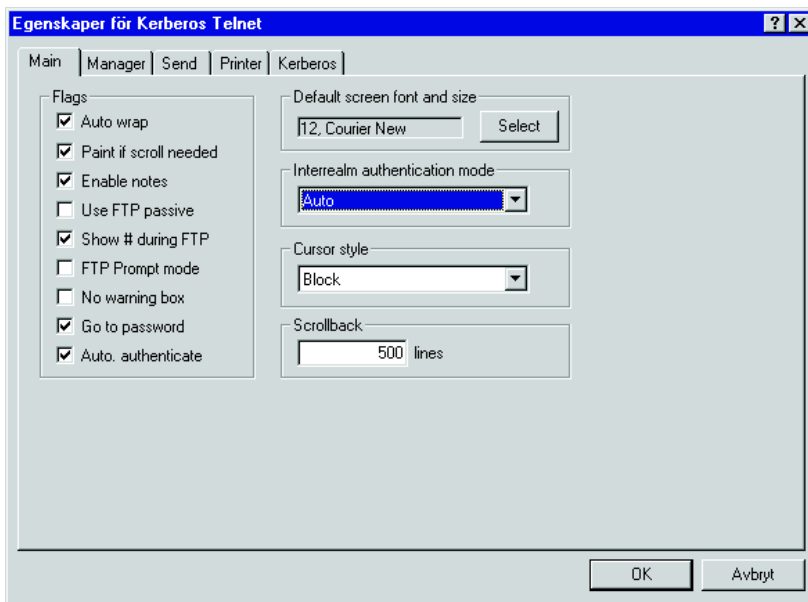 Egenskaper för Kerberos Telnet
Main Manager Send Printer Kerberos
Flags
Auto wrap
Paint if scroll needed
Enable notes
Use FTP passive
Show # during FTP
FTP Prompt mode
No warning box
Go to password
Auto. authenticate
Default screen font and size
12, Courier New Select
Interrealm authentication mode
Auto
Cursor style
Block
Scrollback
500 lines
OK Avbryt